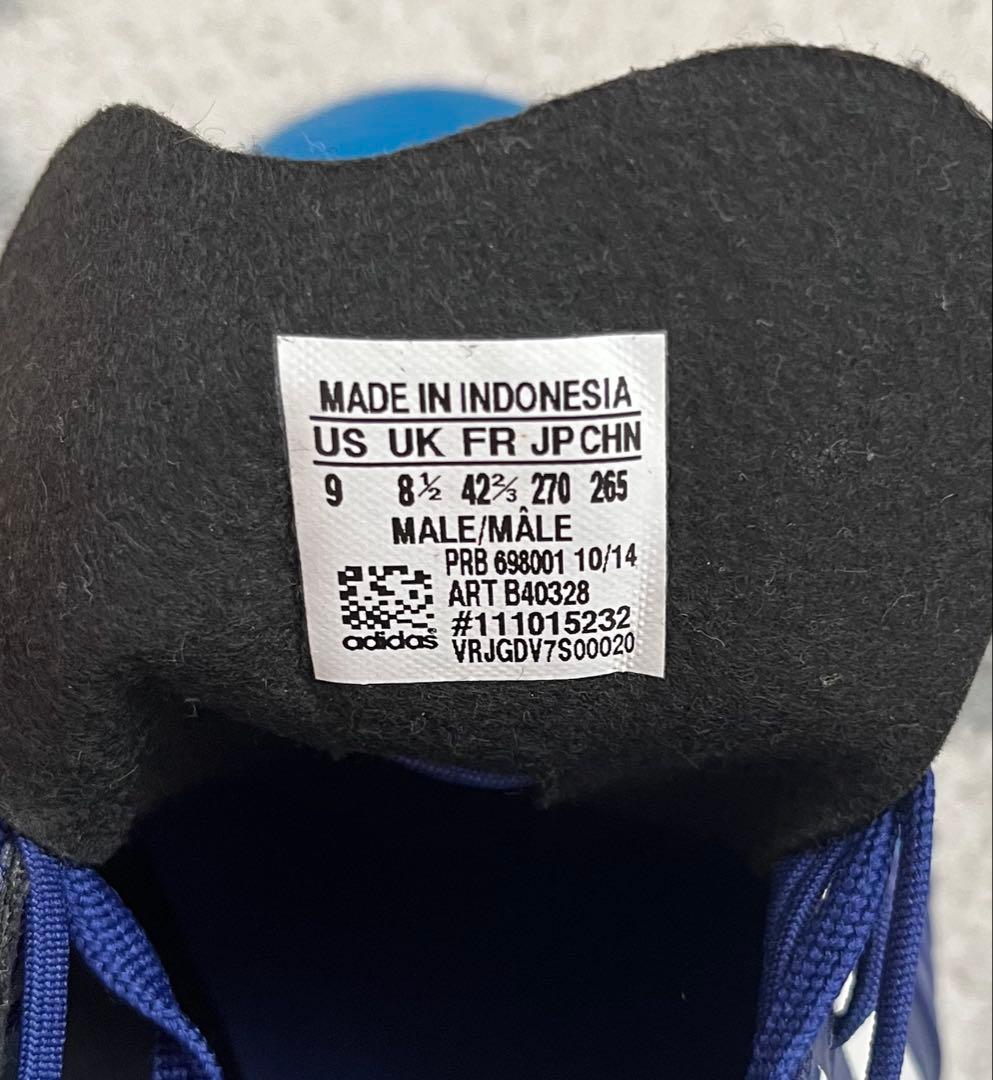 MADE IN INDONESIA
US UK FR JP CHN
9 8½ 42⅔ 270 265
MALE/MÂLE
PRB 698001 10/14
ART B40328
#111015232
adidas®
VRJGDV7S00020